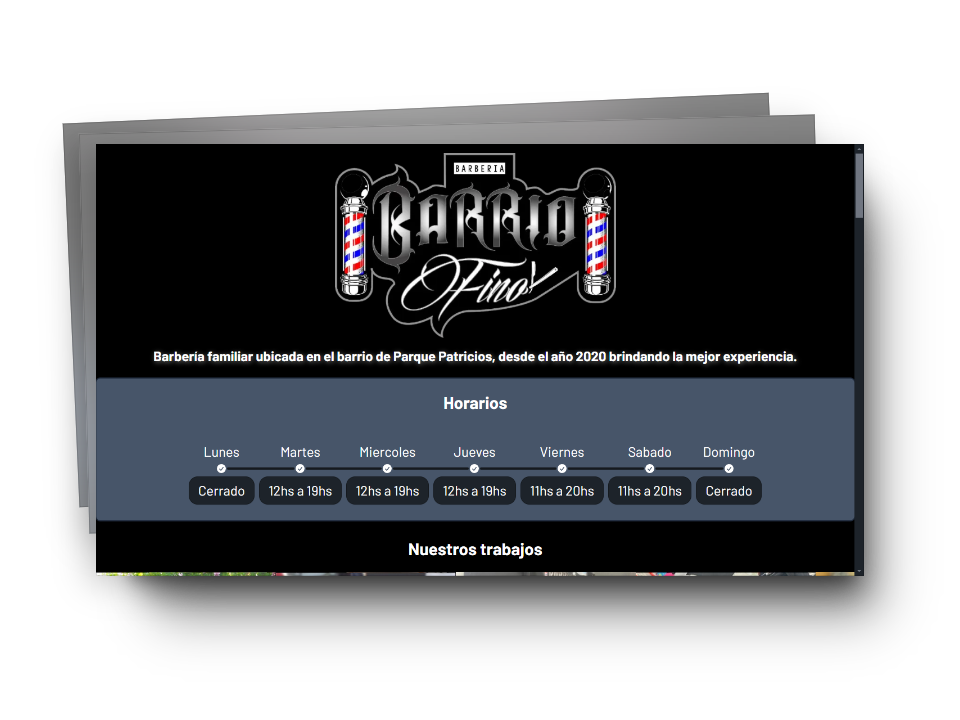 BARBERIA
BARRIO
Fino
Barbería familiar ubicada en el barrio de Parque Patricios, desde el año 2020 brindando la mejor experiencia.
Horarios
Lunes Martes Miercoles Jueves Viernes Sabado Domingo
Cerrado 12hs a 19hs 12hs a 19hs 12hs a 19hs 11hs a 20hs 11hs a 20hs Cerrado
Nuestros trabajos